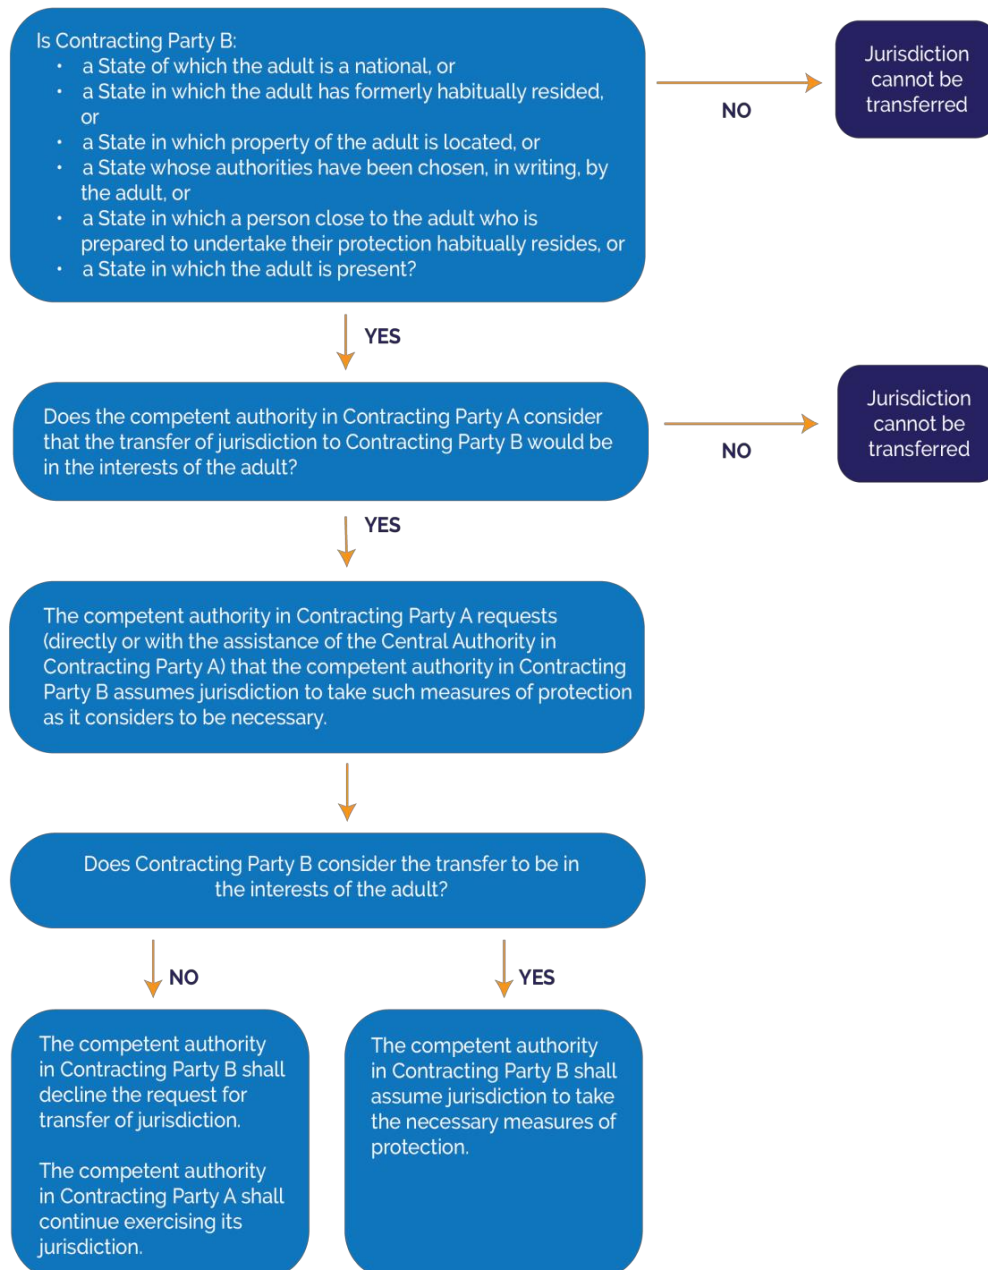 Is Contracting Party B:
• a State of which the adult is a national, or
• a State in which the adult has formerly habitually resided,
or
• a State in which property of the adult is located, or
• a State whose authorities have been chosen, in writing, by
the adult, or
• a State in which a person close to the adult who is
prepared to undertake their protection habitually resides, or
• a State in which the adult is present?
NO
Jurisdiction
cannot be
transferred
YES
Does the competent authority in Contracting Party A consider
that the transfer of jurisdiction to Contracting Party B would be
in the interests of the adult?
NO
Jurisdiction
cannot be
transferred
YES
The competent authority in Contracting Party A requests
(directly or with the assistance of the Central Authority in
Contracting Party A) that the competent authority in Contracting
Party B assumes jurisdiction to take such measures of protection
as it considers to be necessary.
Does Contracting Party B consider the transfer to be in
the interests of the adult?
NO
YES
The competent authority
in Contracting Party B shall
decline the request for
transfer of jurisdiction.
The competent authority
in Contracting Party A shall
continue exercising its
jurisdiction.
The competent authority
in Contracting Party B shall
assume jurisdiction to take
the necessary measures of
protection.